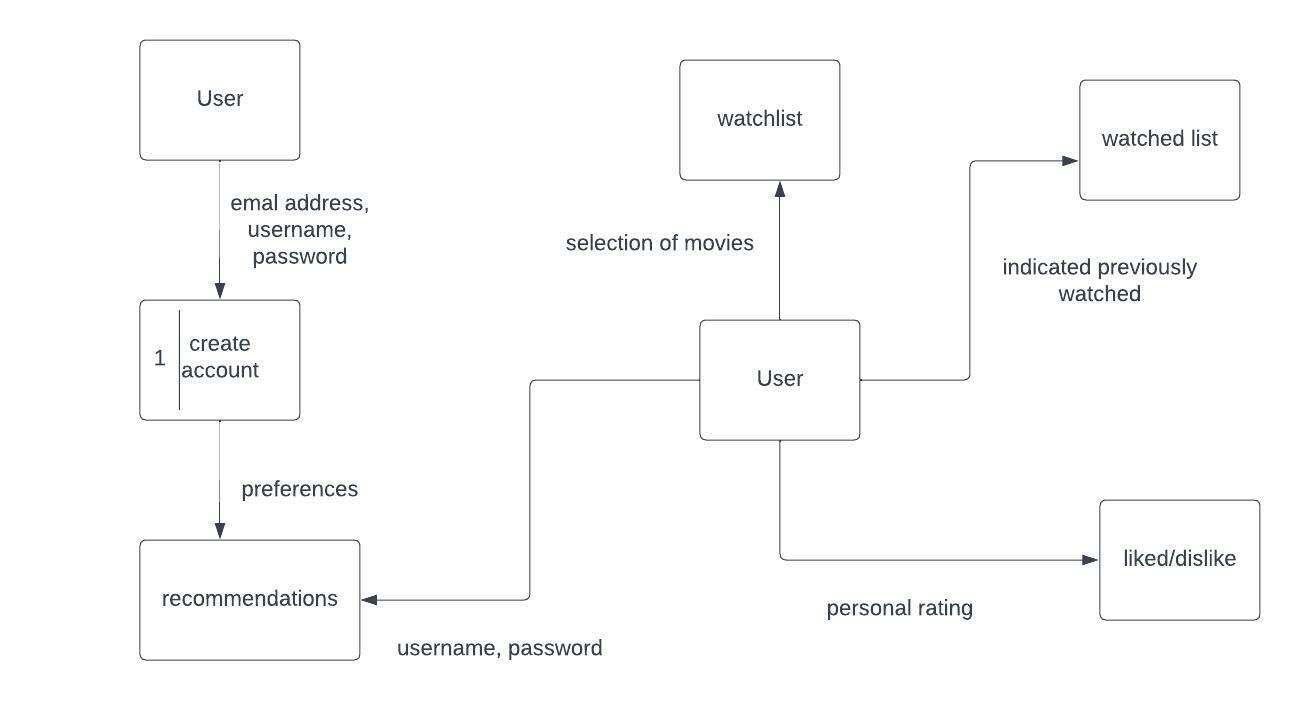 User
emal address,
username,
password
1
create
account
preferences
recommendations
username, password
watchlist
selection of movies
User
watched list
indicated previously
watched
liked/dislike
personal rating